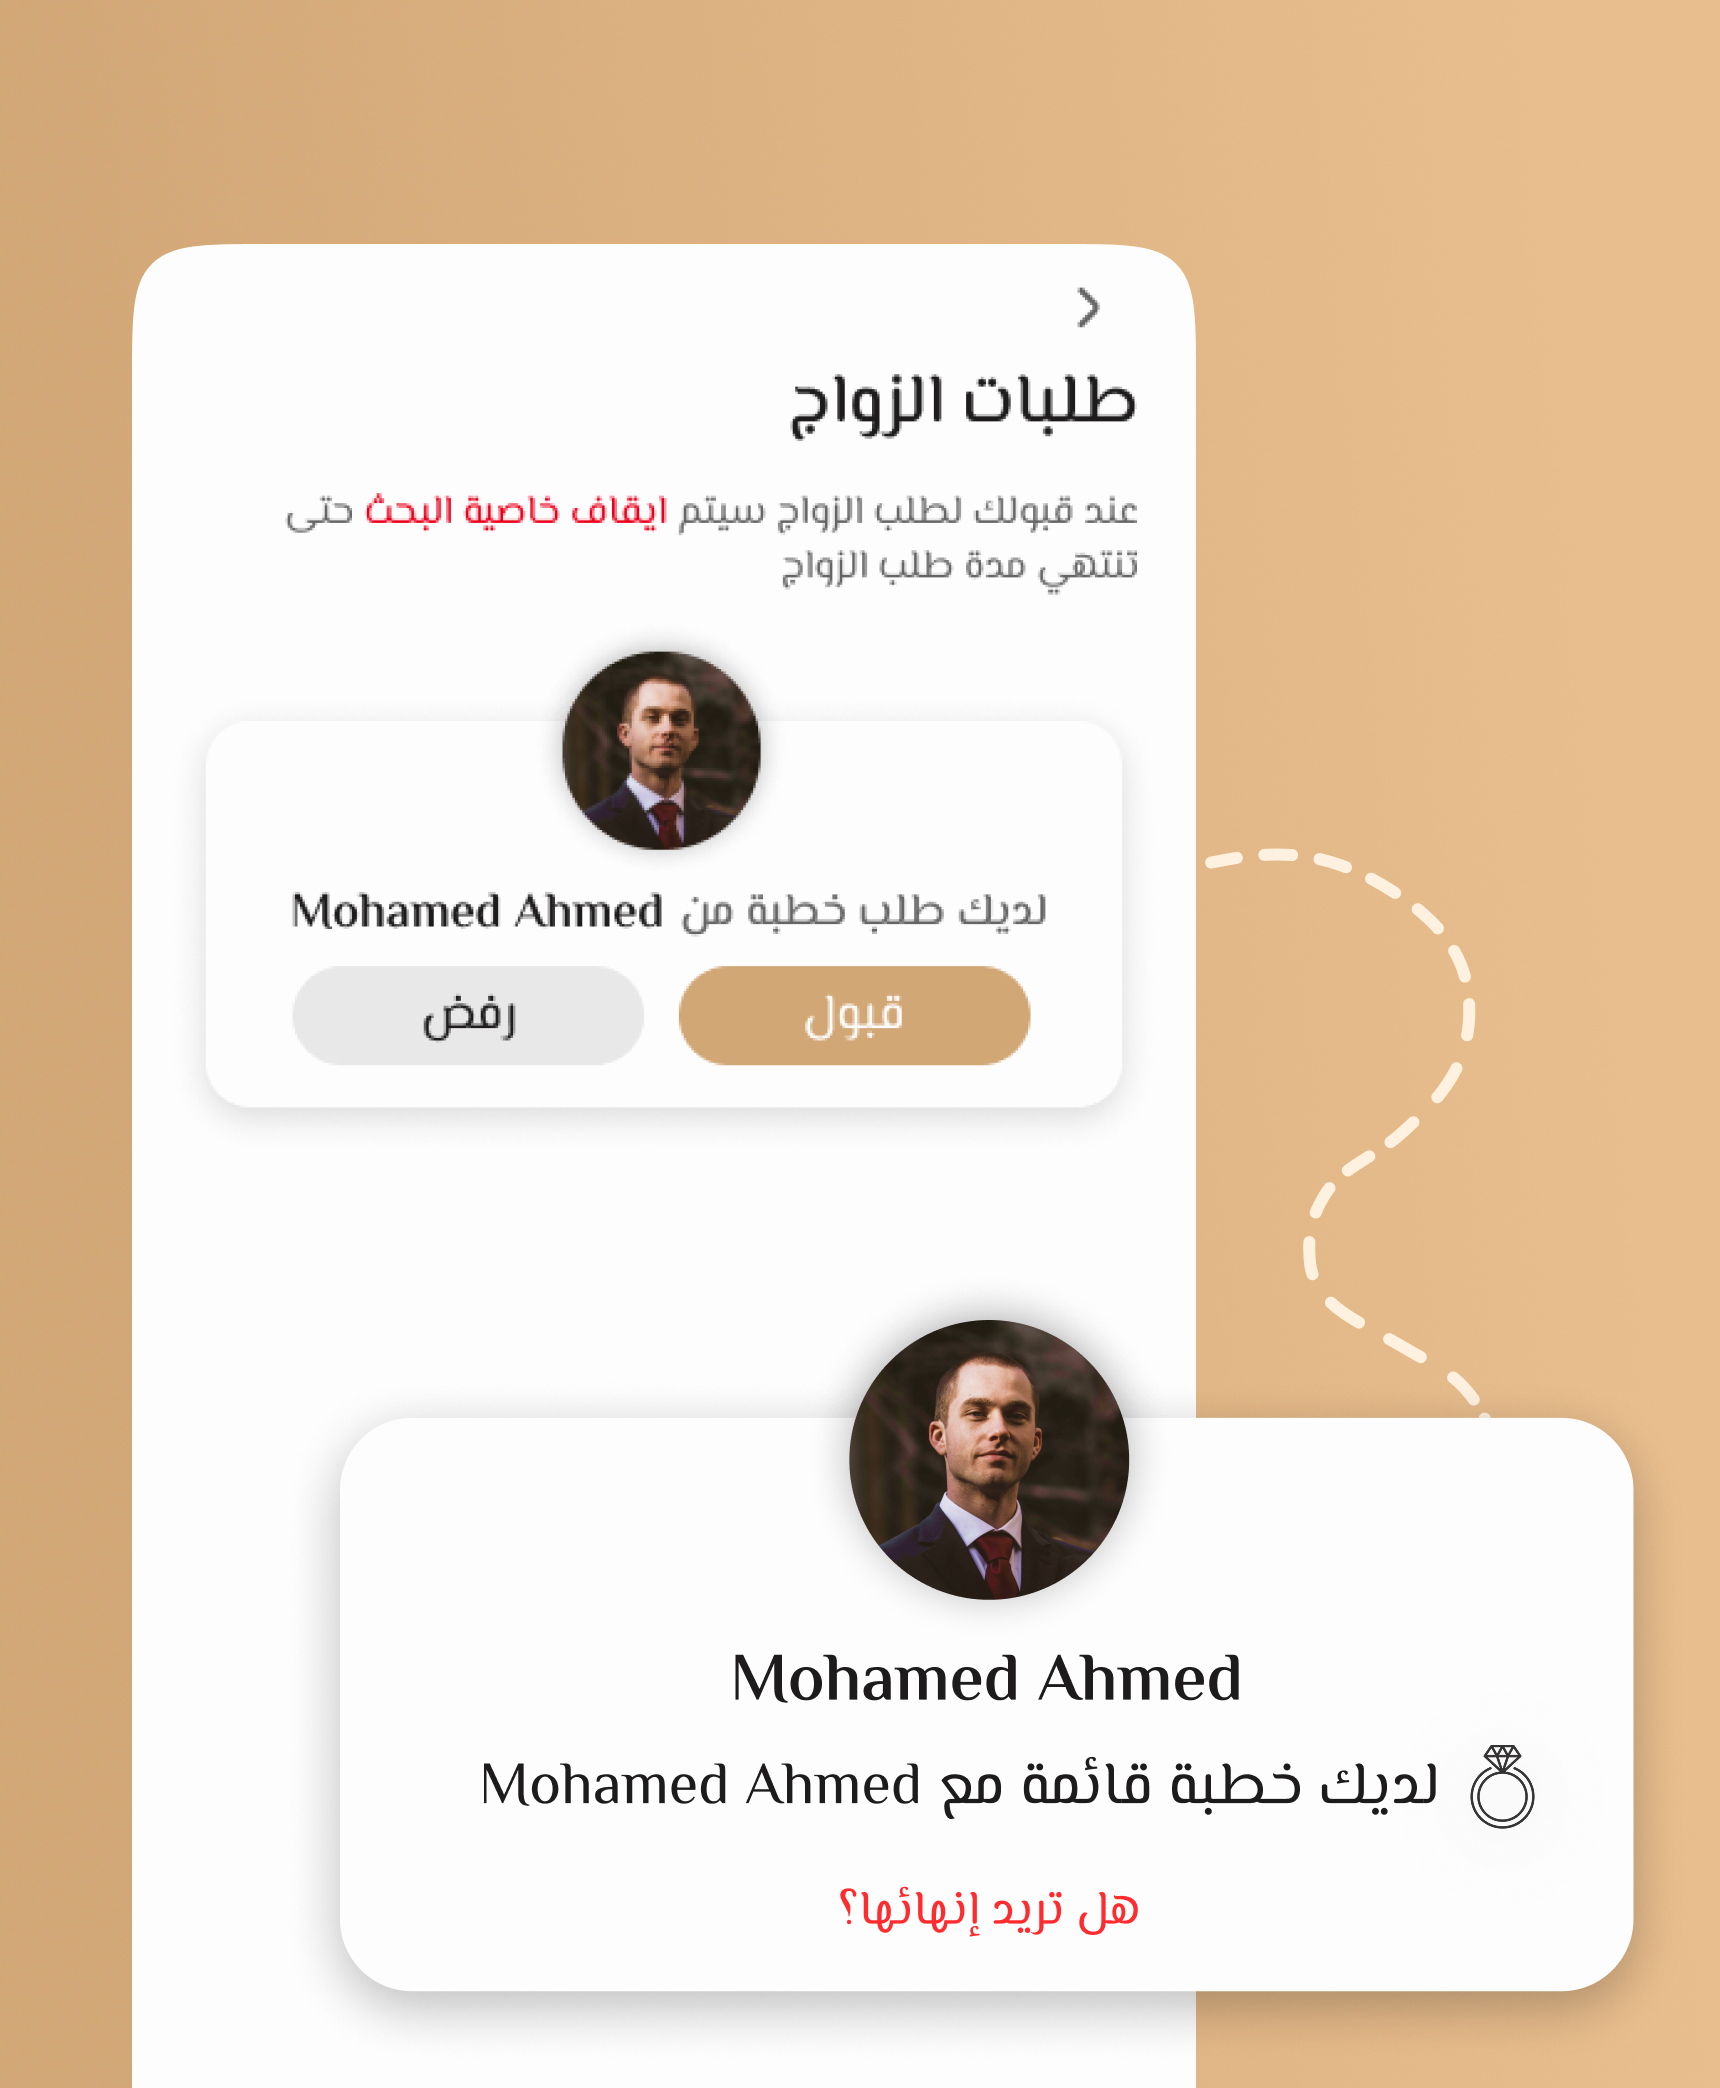 طلبات الزواج
عند قبولك لطلب الزواج سيتم ايقاف خاصية البحث حتى
تنتهي مدة طلب الزواج
لديك طلب خطبة من Mohamed Ahmed
قبول
رفض
Mohamed Ahmed
لديك خطبة قائمة مع Mohamed Ahmed
هل تريد إنهائها؟